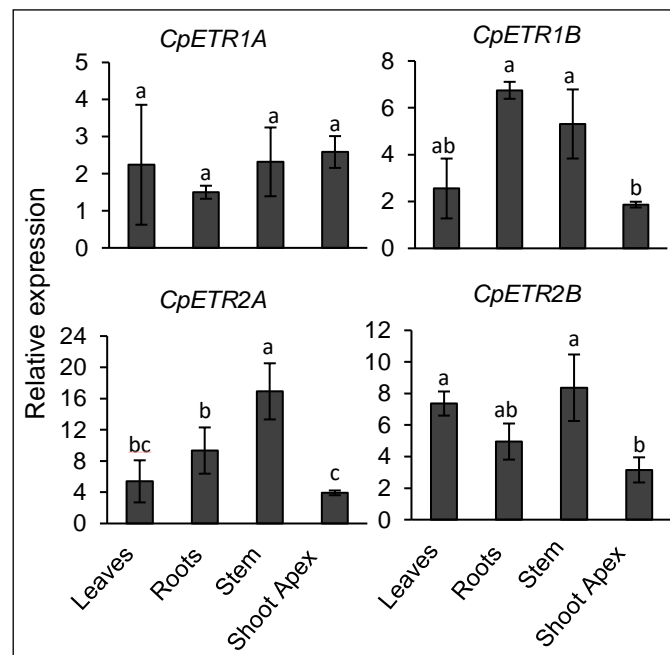 CpETR1A
5
4
3
2
1
0
a
a
a
a
CpETR1B
8
6
4
2
0
ab
a
a
b
Relative expression
CpETR2A
24
20
16
12
8
4
0
bc
b
a
c
Leaves
Roots
Stem
Shoot Apex
CpETR2B
12
10
8
6
4
2
0
a
ab
a
b
Leaves
Roots
Stem
Shoot Apex